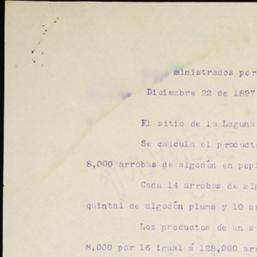 ministrados por
Diciembre 22 de 1897
El sitio de la Laguna
Se calcula el product
8,000 arrobas de algodón en pepi
Cada 14 arrobas de alg
quintal de algodón pluma y 10 ar
Los productos de un s
8,000 por 16 igual á 128,000 arr